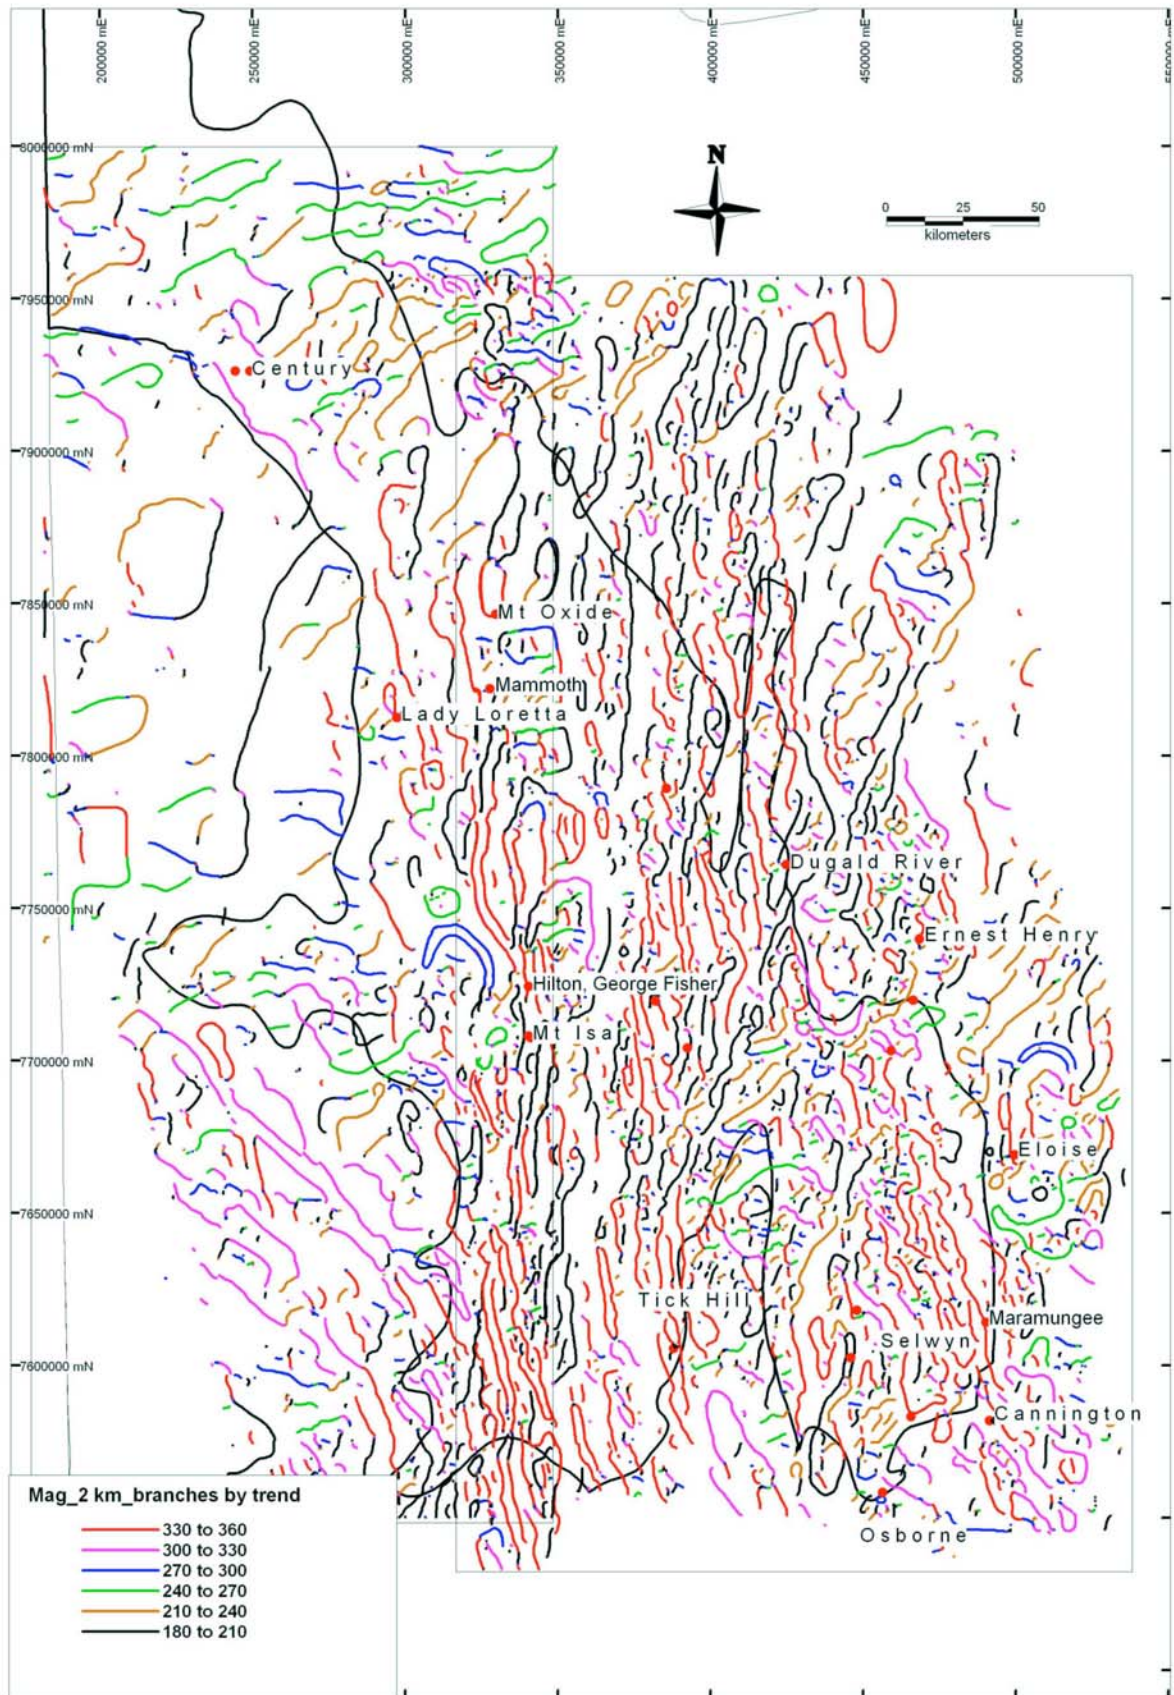 200000 mE
250000 mE
300000 mE
350000 mE
400000 mE
450000 mE
500000 mE
N
8000000 mN
0 25 50
kilometers
7950000 mN
Century
7900000 mN
7850000 mN
Mt Oxide
Mammoth
Lady Loretta
7800000 mN
Dugald River
7750000 mN
Ernest Henry
Hilton, George Fisher
Mt Isa
7700000 mN
Eloise
7650000 mN
Tick Hill
Maramungee
Selwyn
7600000 mN
Cannington
Osborne
Mag_2 km_branches by trend
330 to 360
300 to 330
270 to 300
240 to 270
210 to 240
180 to 210